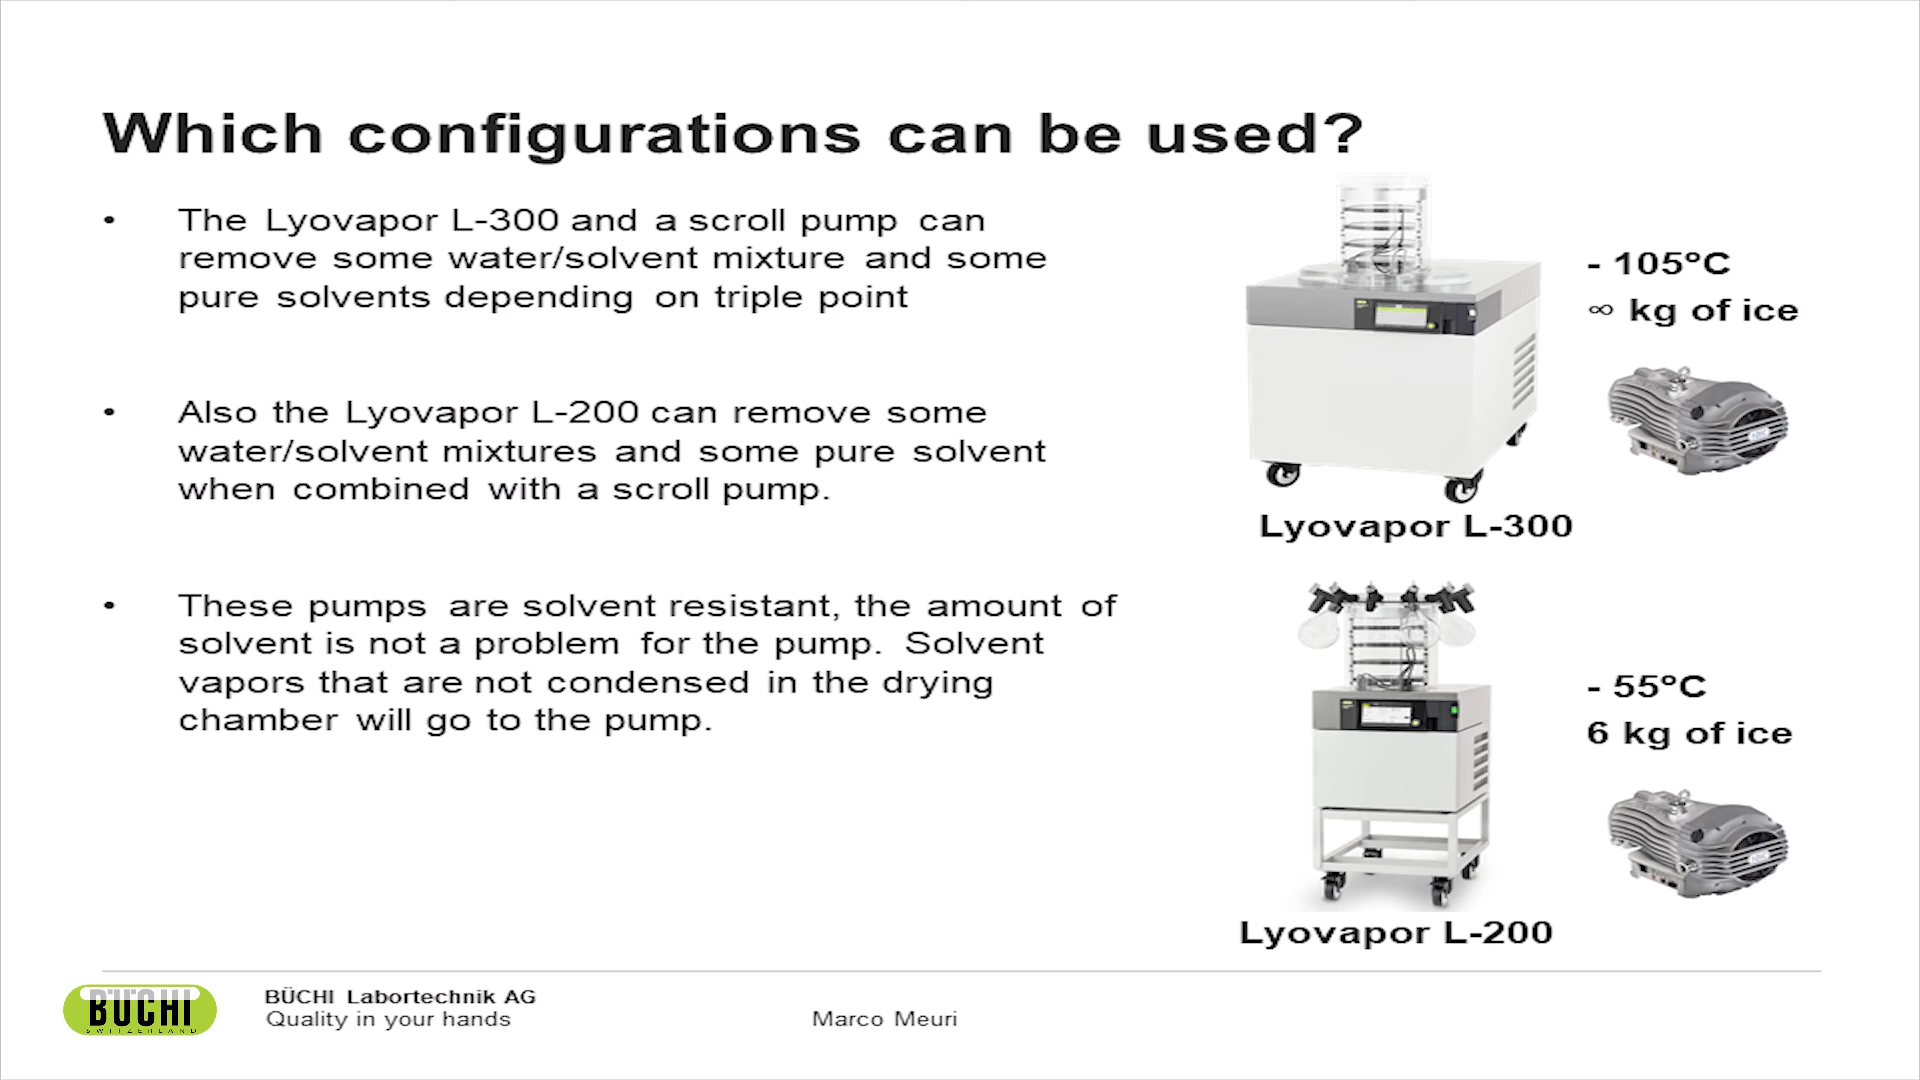 Which configurations can be used?
• The Lyovapor L-300 and a scroll pump can
remove some water/solvent mixture and some
pure solvents depending on triple point
• Also the Lyovapor L-200 can remove some
water/solvent mixtures and some pure solvent
when combined with a scroll pump.
• These pumps are solvent resistant, the amount of
solvent is not a problem for the pump. Solvent
vapors that are not condensed in the drying
chamber will go to the pump.
- 105°C
∞ kg of ice
Lyovapor L-300
- 55°C
6 kg of ice
Lyovapor L-200
BÜCHI
SWITZERLAND
BÜCHI Labortechnik AG
Quality in your hands
Marco Meuri